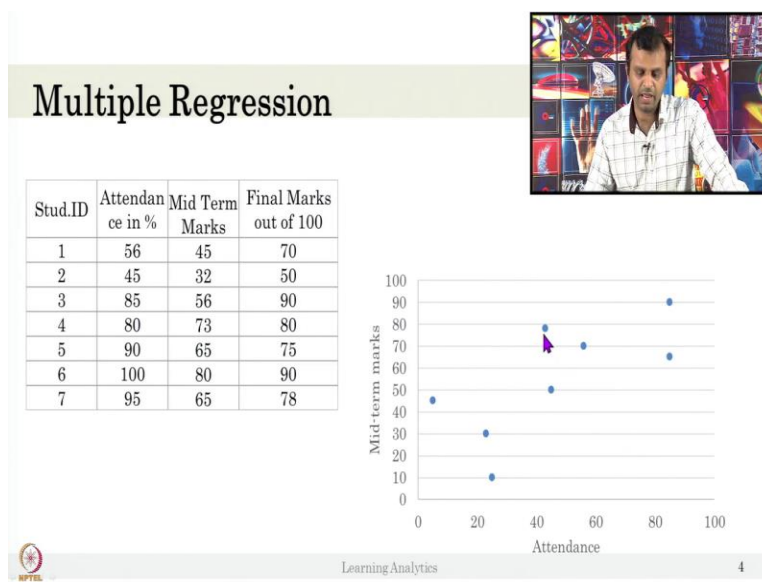 Multiple Regression
Stud.ID Attendan ce in % Mid Term Marks Final Marks out of 100
1 56 45 70
2 45 32 50
3 85 56 90
4 80 73 80
5 90 65 75
6 100 80 90
7 95 65 78
100
90
80
70
60
50
40
30
20
10
0
Mid-term marks
0 20 40 60 80 100
Attendance
NPTEL
Learning Analytics
4